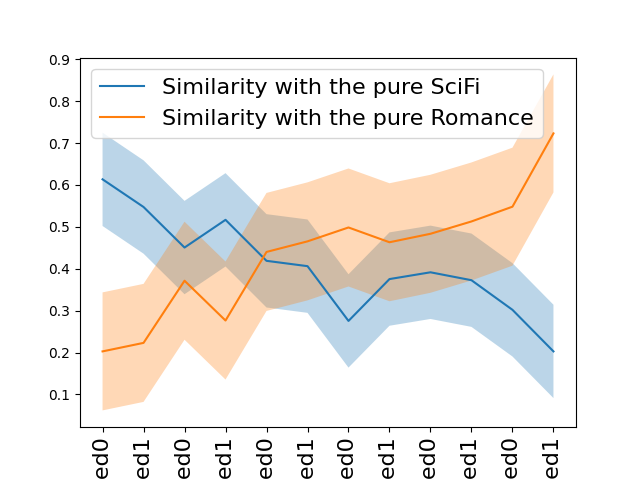 0.9
0.8
0.7
0.6
0.5
0.4
0.3
0.2
0.1
Similarity with the pure SciFi
Similarity with the pure Romance
ed0
ed1
ed0
ed1
ed0
ed1
ed0
ed1
ed0
ed1
ed0
ed1